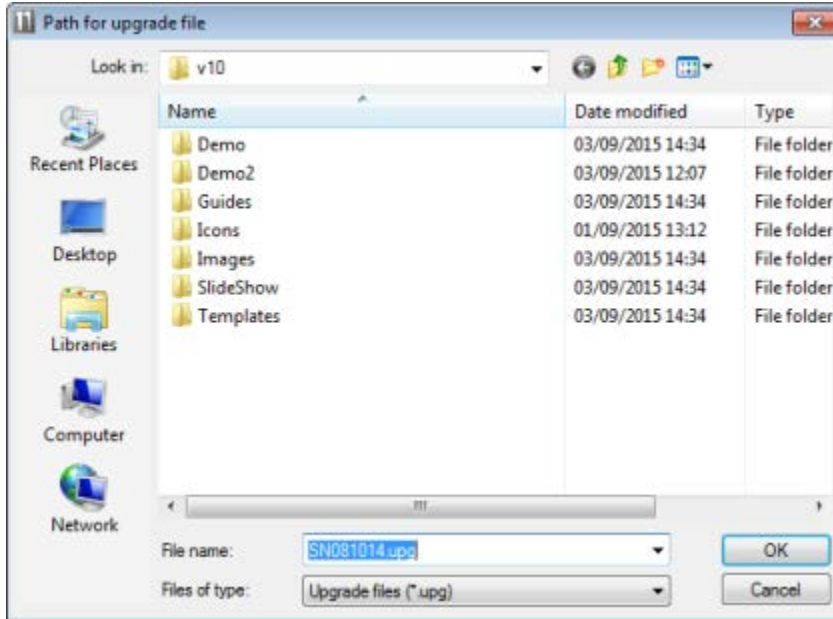 Path for upgrade file
Look in: v10
Name Date modified Type
Demo 03/09/2015 14:34 File folder
Demo2 03/09/2015 12:07 File folder
Guides 03/09/2015 14:34 File folder
Icons 01/09/2015 13:12 File folder
Images 03/09/2015 14:34 File folder
SlideShow 03/09/2015 14:34 File folder
Templates 03/09/2015 14:34 File folder
Recent Places
Desktop
Libraries
Computer
Network
File name: SN081014.upg OK
Files of type: Upgrade files (*.upg) Cancel